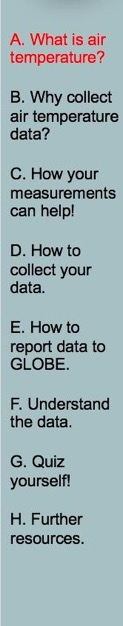 A. What is air
temperature?
B. Why collect
air temperature
data?
C. How your
measurements
can help!
D. How to
collect your
data.
E. How to
report data to
GLOBE.
F. Understand
the data.
G. Quiz
yourself!
H. Further
resources.